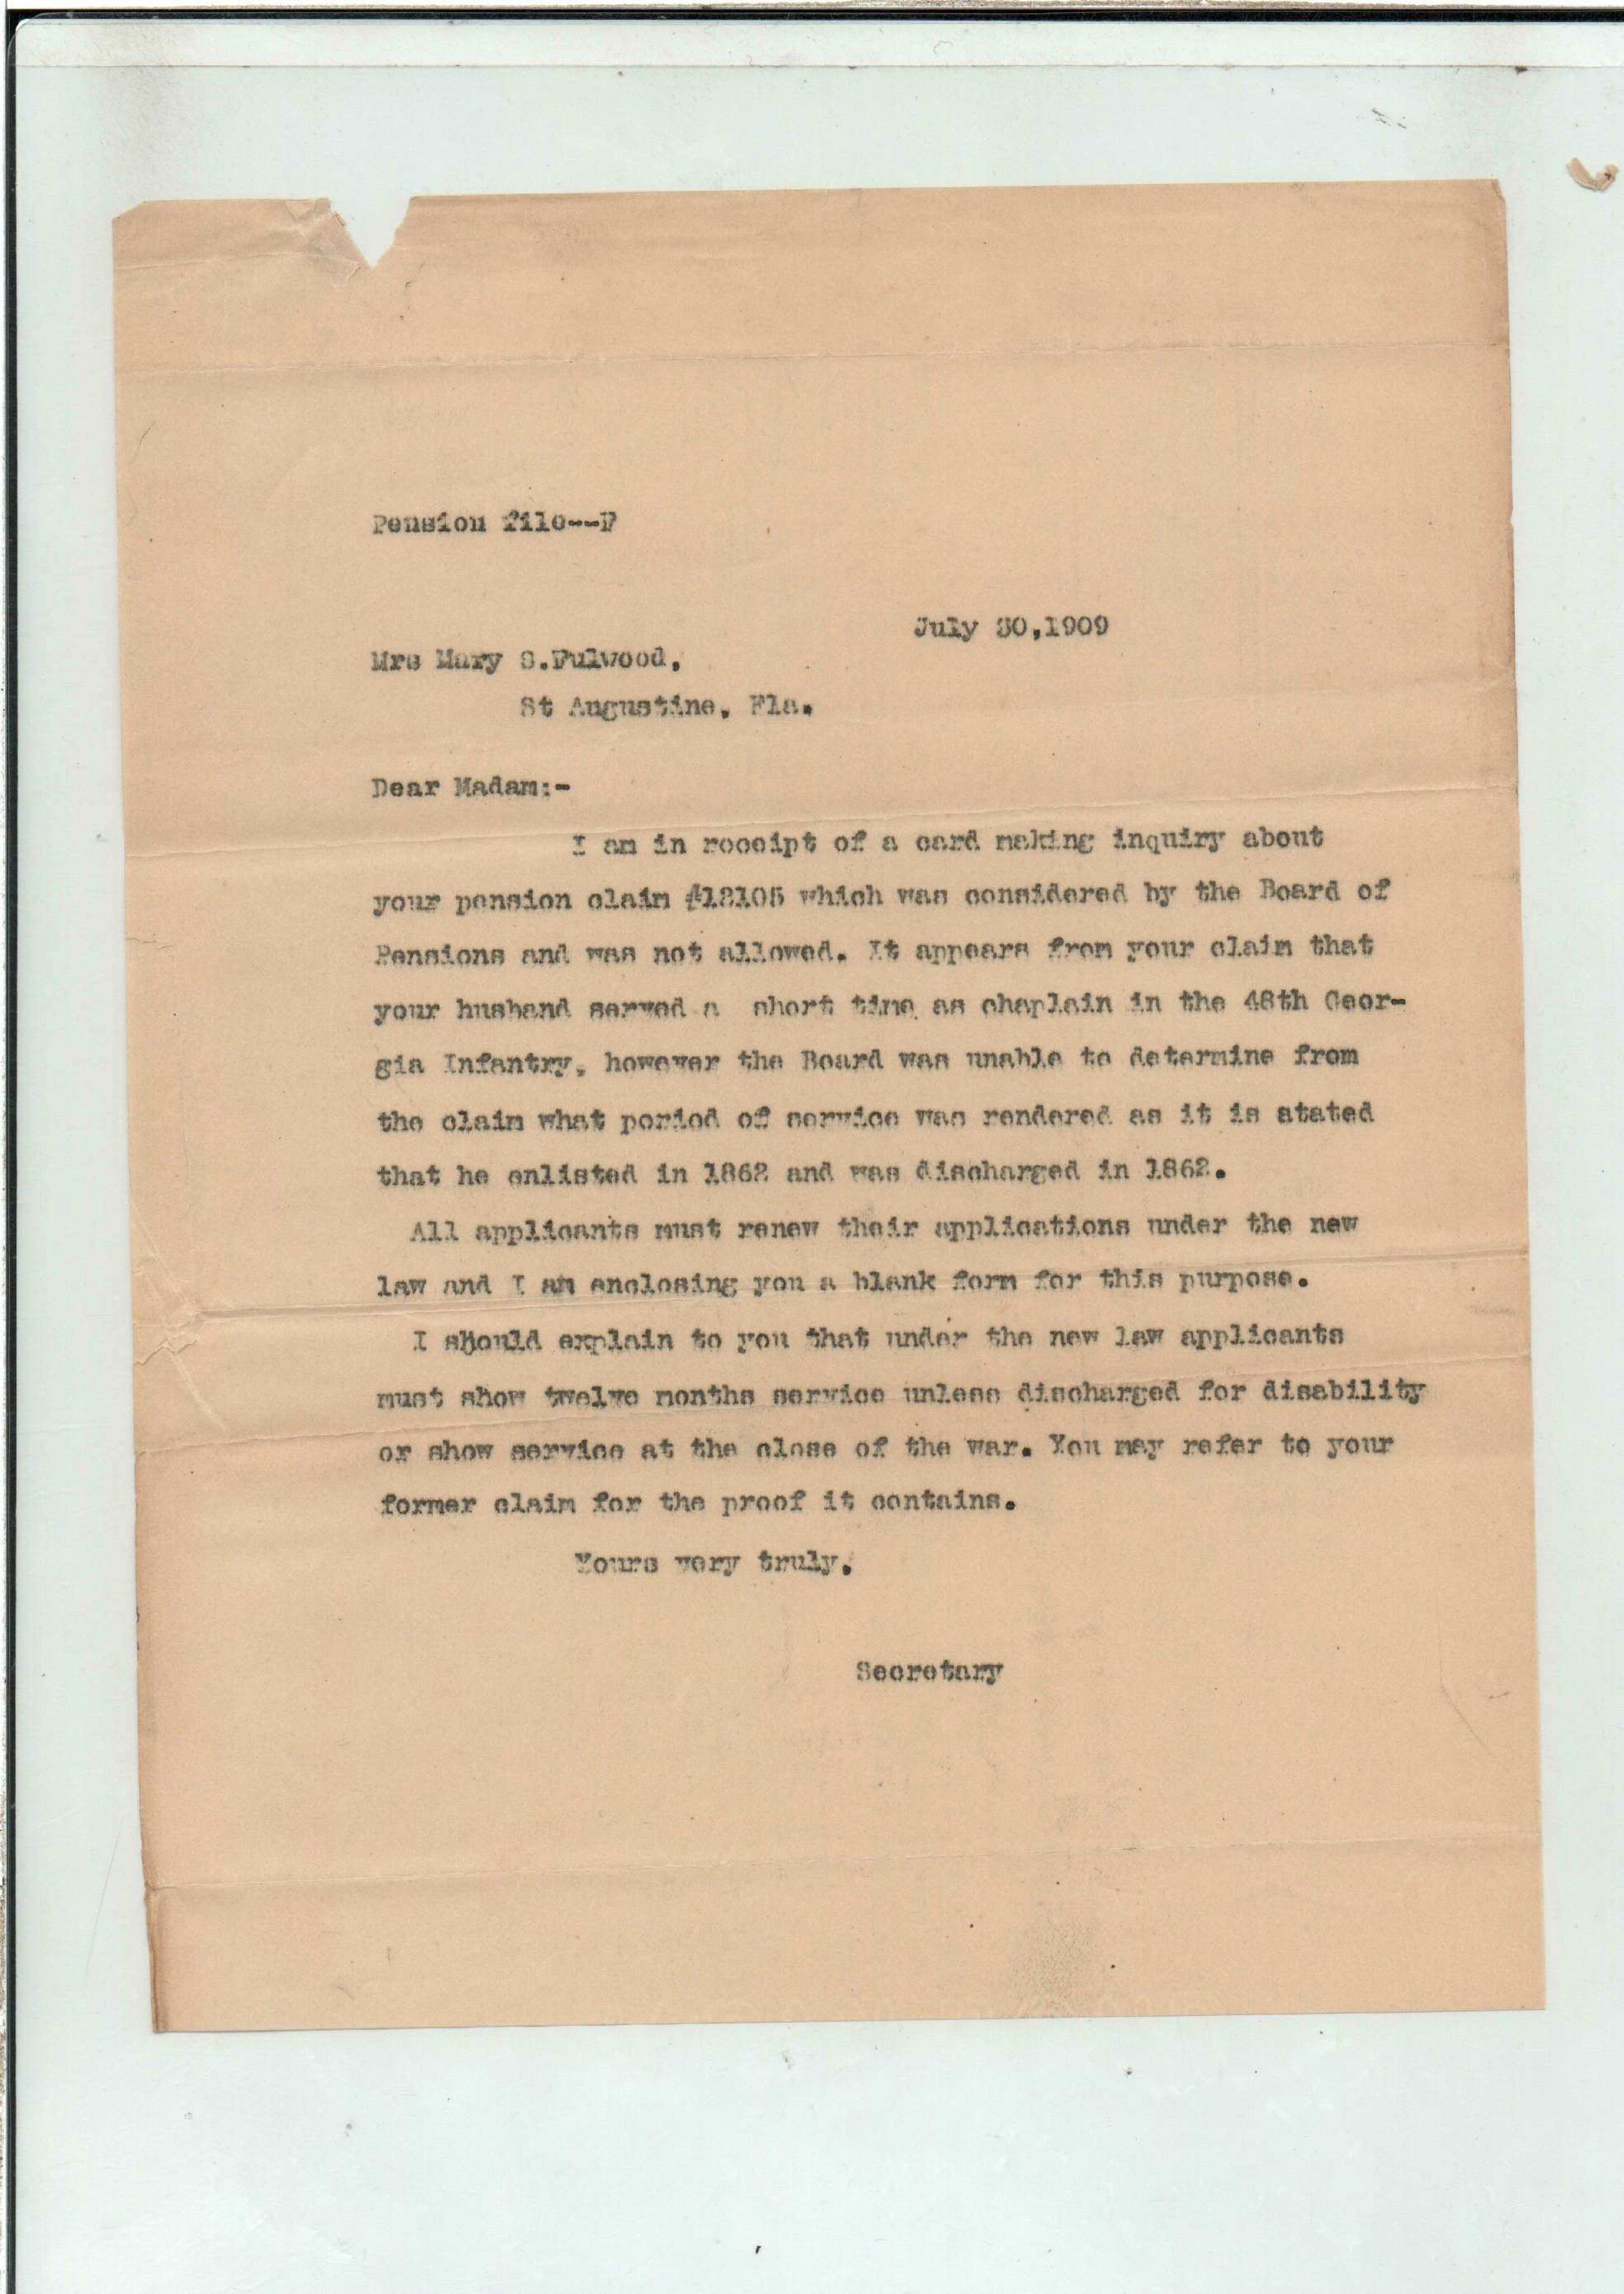 Pension file--F
July 30,1909
Mrs Mary S.Fulwood,
St Augustine, Fla.
Dear Madam:-
I am in receipt of a card making inquiry about
your pension claim #12105 which was considered by the Board of
Pensions and was not allowed. It appears from your claim that
your husband served a short time as chaplain in the 48th Geor-
gia Infantry, however the Board was unable to determine from
the claim what period of service was rendered as it is stated
that he enlisted in 1862 and was discharged in 1862.
All applicants must renew their applications under the new
law and I am enclosing you a blank form for this purpose.
I should explain to you that under the new law applicants
must show twelve months service unless discharged for disability
or show service at the close of the war. You may refer to your
former claim for the proof it contains.
Yours very truly,
Secretary